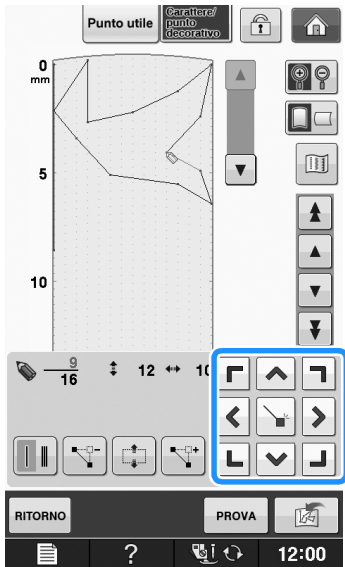 Punto utile
Carattere/
punto
decorativo
0
mm
5
10
9
16
12
10
RITORNO
PROVA
?
12:00